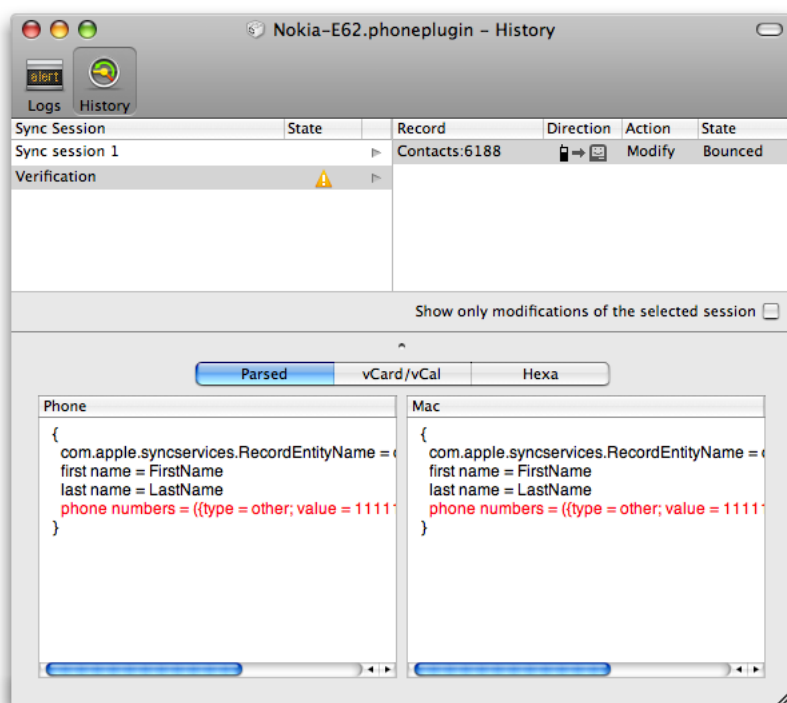 Nokia-E62.phoneplugin – History
alert
Logs History
Sync Session State Record Direction Action State
Sync session 1 Contacts:6188 Modify Bounced
Verification
Show only modifications of the selected session
Parsed vCard/vCal Hexa
Phone Mac
{
com.apple.syncservices.RecordEntityName =
first name = FirstName
last name = LastName
phone numbers = ({type = other; value = 1111
}
{
com.apple.syncservices.RecordEntityName =
first name = FirstName
last name = LastName
phone numbers = ({type = other; value = 1111
}